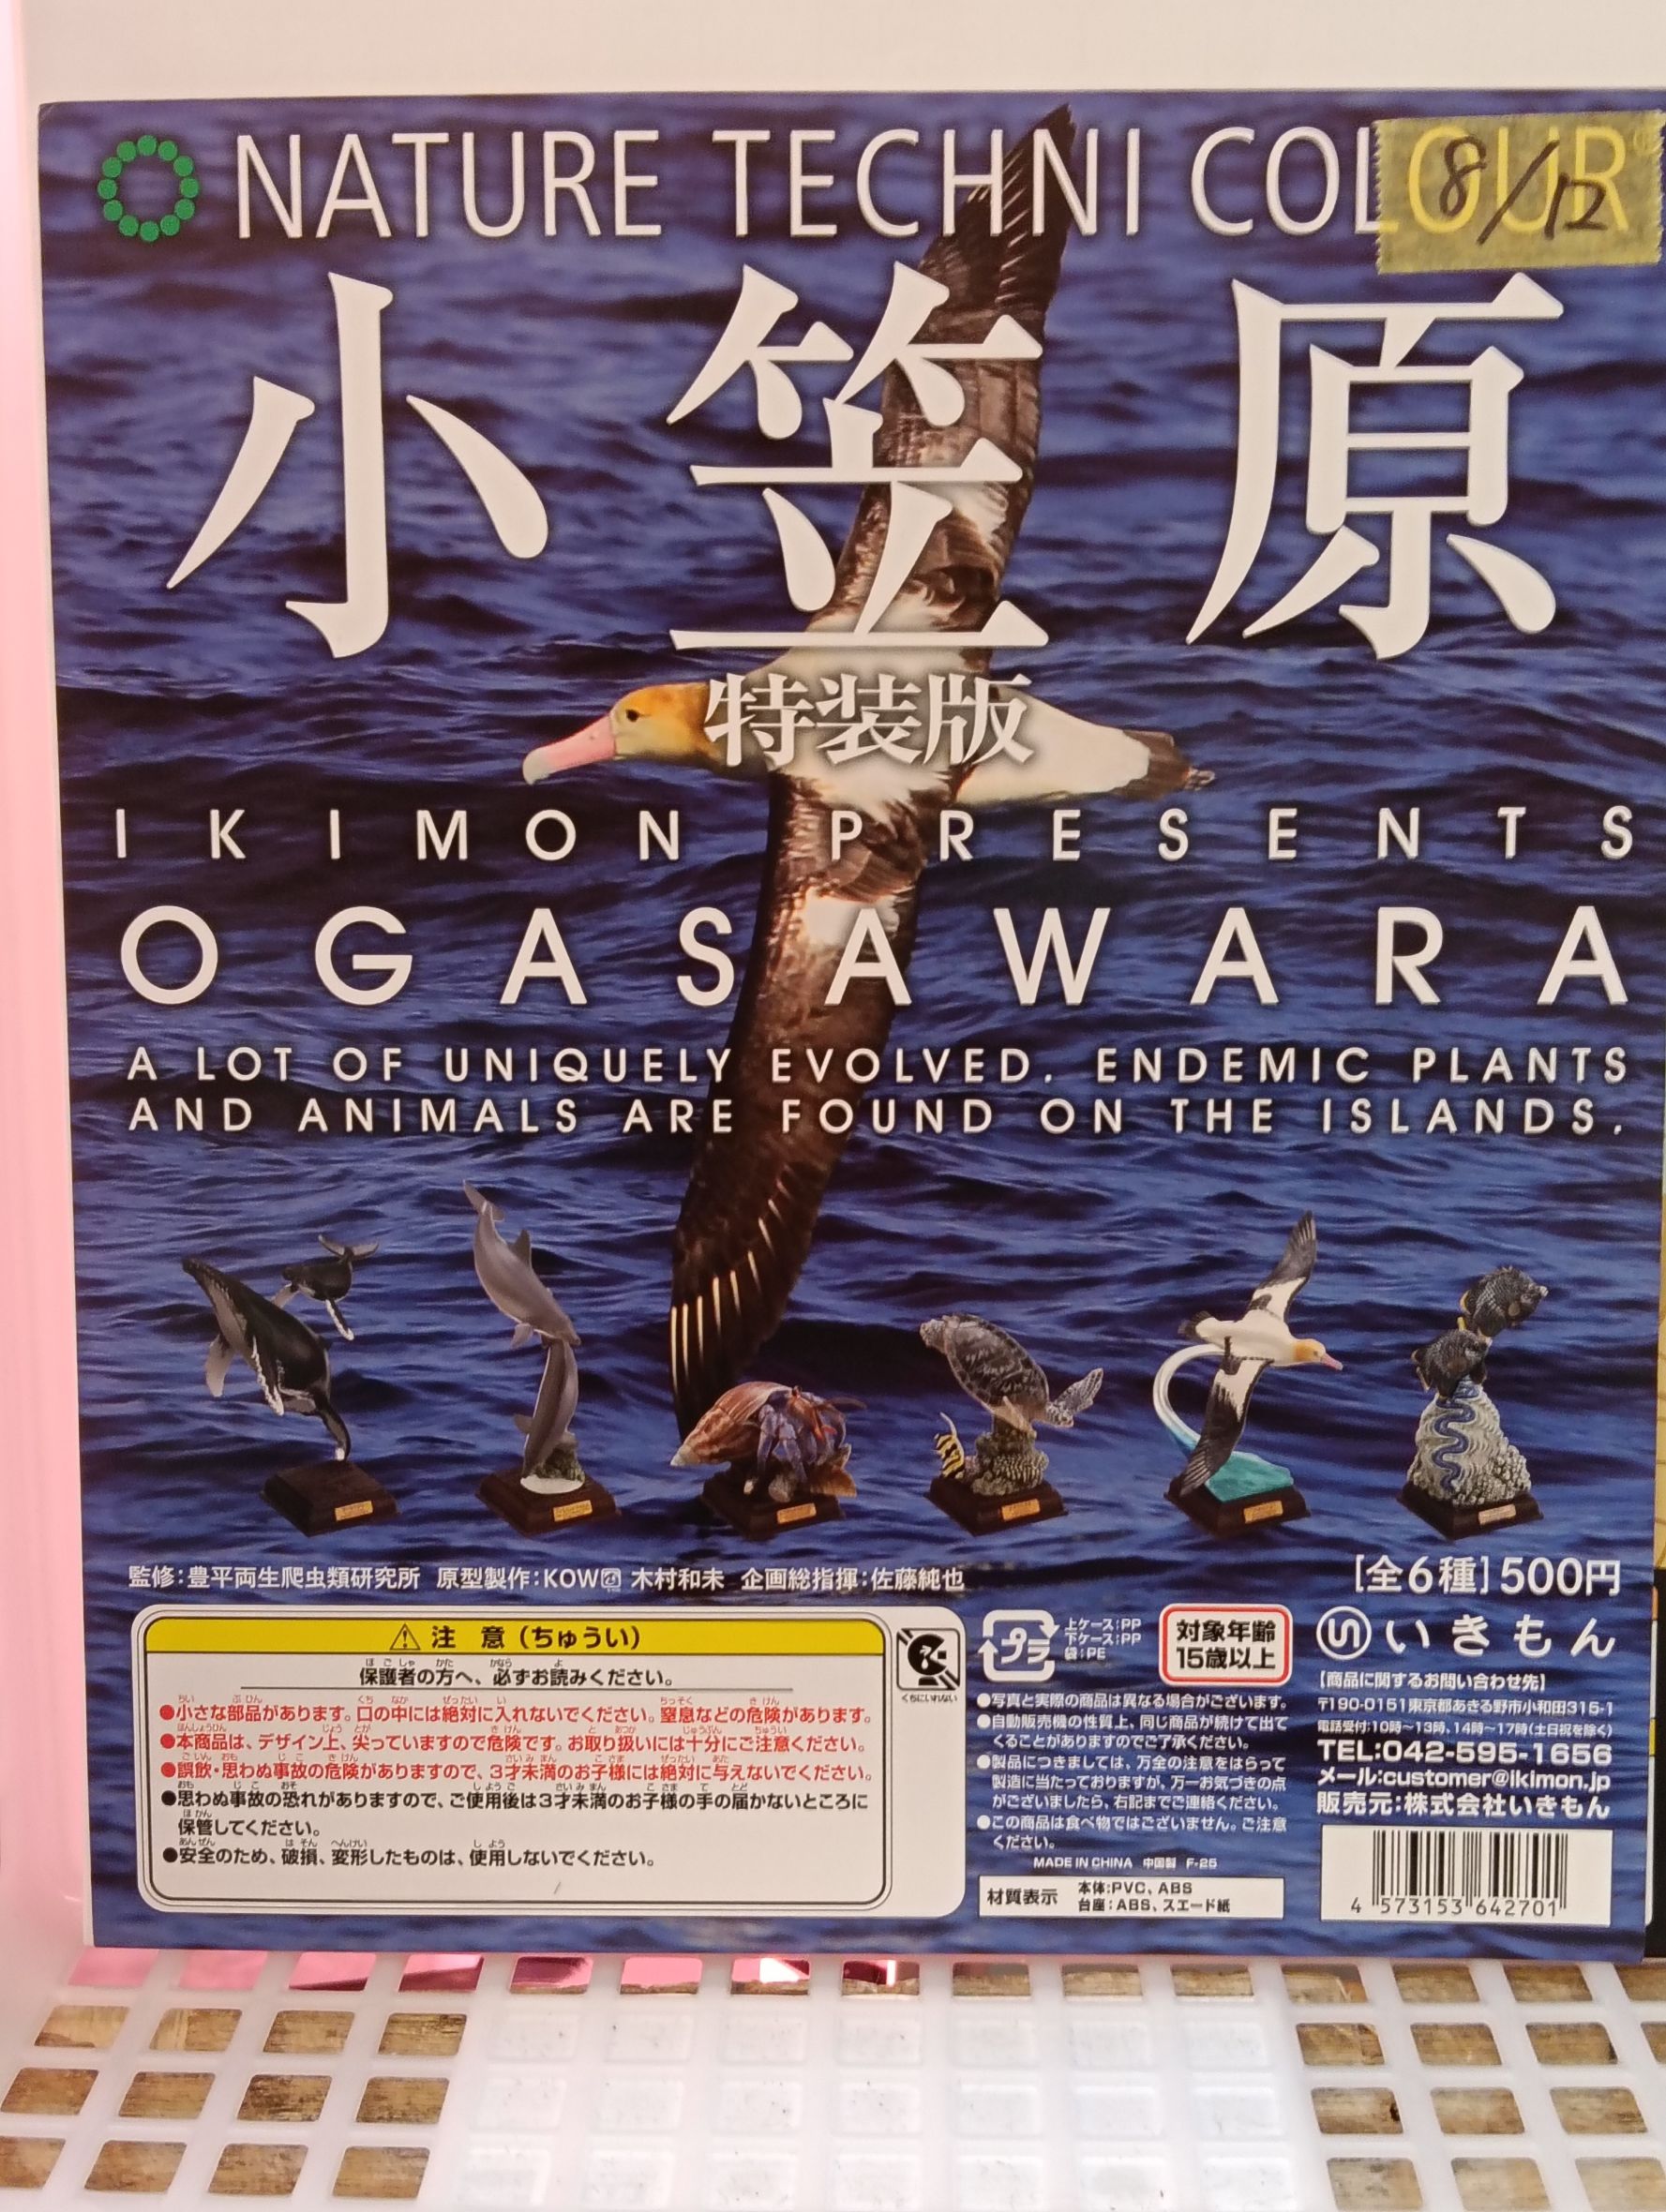 NATURE TECHNI COLOUR
8/12
小笠原
特装版
IKIMON PRESENTS
OGASAWARA
A LOT OF UNIQUELY EVOLVED. ENDEMIC PLANTS
AND ANIMALS ARE FOUND ON THE ISLANDS.
監修:豊平両生爬虫類研究所 原型製作:KOW 木村和未 企画総指揮:佐藤純也
[全6種]500円
注 意(ちゅうい)
保護者の方へ、必ずお読みください。
●小さな部品があります。口の中には絶対に入れないでください。窒息などの危険があります。
●本商品は、デザイン上、尖っていますので危険です。お取り扱いには十分にご注意ください。
●誤飲・思わぬ事故の危険がありますので、3才未満のお子様には絶対に与えないでください。
●思わぬ事故の恐れがありますので、ご使用後は3才未満のお子様の手の届かないところに
保管してください。
●安全のため、破損、変形したものは、使用しないでください。
くちにいれない
プラ
上ケース:PP
下ケース:PP
袋:PE
対象年齢
15歳以上
●写真と実際の商品は異なる場合がございます。
●自動販売機の性質上、同じ商品が続けて出て
くることがありますのでご了承ください。
●製品につきましては、万全の注意をはらって
製造に当たっておりますが、万一お気づきの点
がございましたら、右記までご連絡ください。
●この商品は食べ物ではございません。ご注意
ください。
MADE IN CHINA 中国製 F-25
材質表示
本体:PVC、ABS
台座:ABS、スエード紙
いきもん
【商品に関するお問い合わせ先】
〒190-0151東京都あきる野市小和田315-1
電話受付:10時〜13時、14時〜17時(土日祝を除く)
TEL:042-595-1656
メール:customer@ikimon.jp
販売元:株式会社いきもん
4 573153 642701